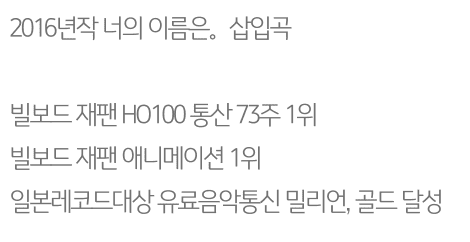 2016년작 너의 이름은。 삽입곡
빌보드 재팬 HO100 통산 73주 1위
빌보드 재팬 애니메이션 1위
일본레코드대상 유료음악통신 밀리언, 골드 달성